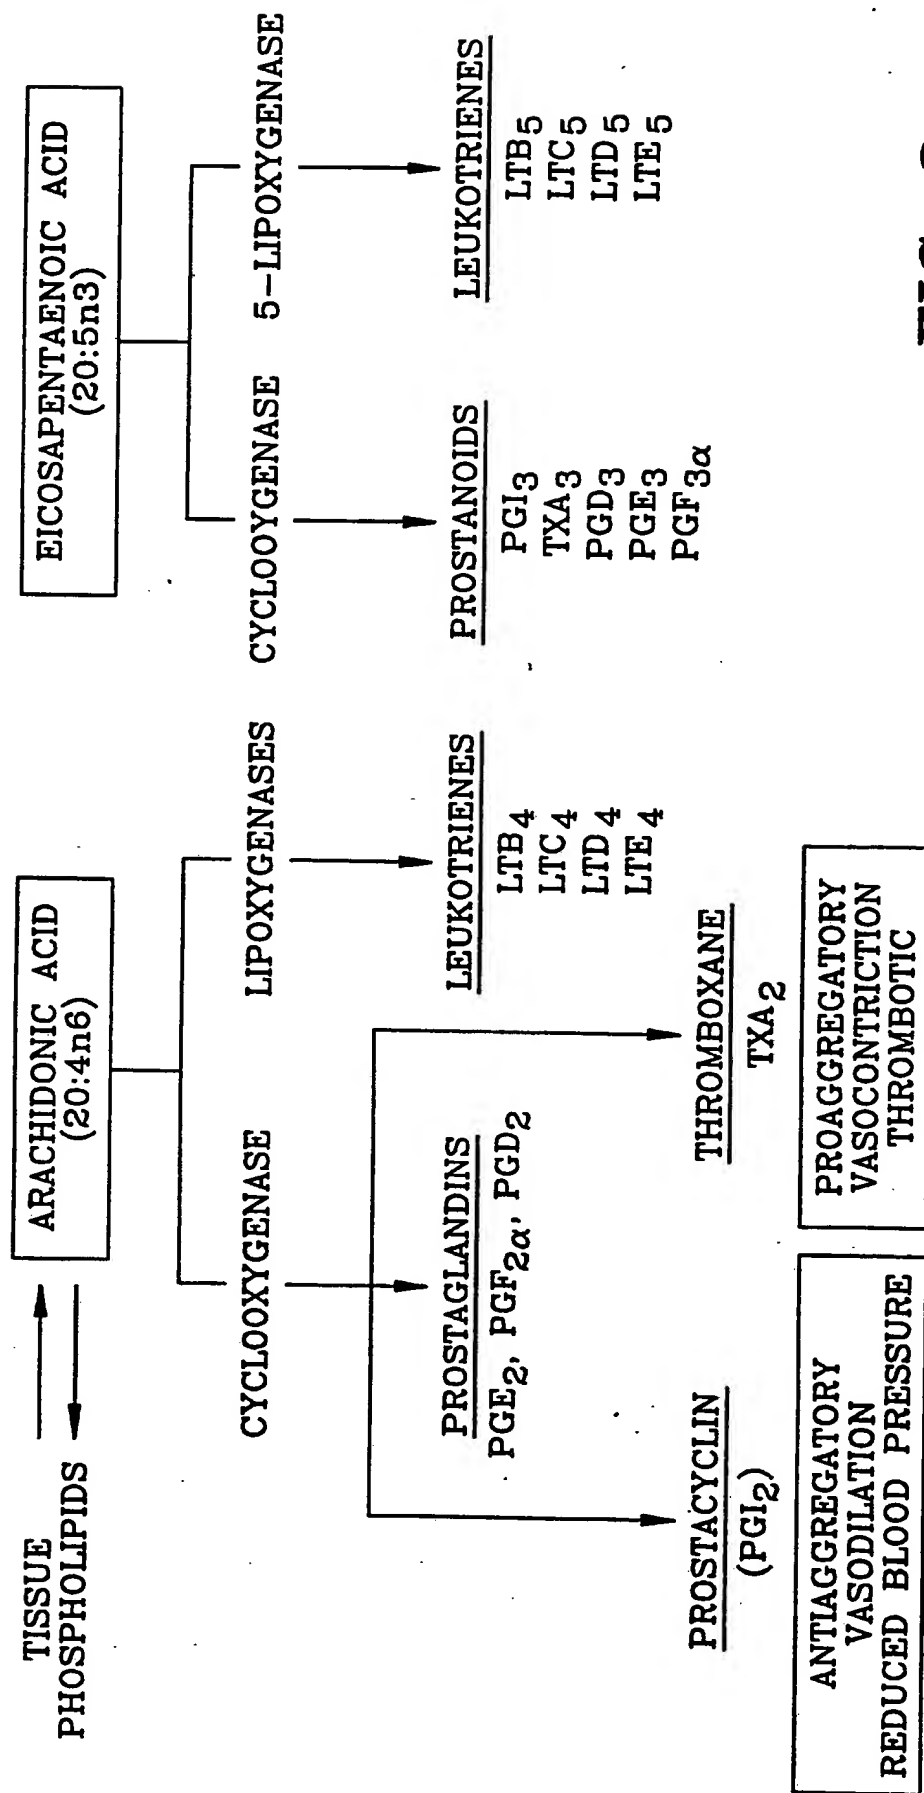 TISSUE
PHOSPHOLIPIDS
ARACHIDONIC ACID
(20:4n6)
CYCLOOXYGENASE
LIPOXYGENASES
PROSTAGLANDINS
PGE2, PGF2α, PGD2
LEUKOTRIENES
LTB4
LTC4
LTD4
LTE4
PROSTACYCLIN
(PGI2)
THROMBOXANE
TXA2
ANTIAGGREGATORY
VASODILATION
REDUCED BLOOD PRESSURE
PROAGGREGATORY
VASOCONTRICTION
THROMBOTIC
EICOSAPENTAENOIC ACID
(20:5n3)
CYCLOOYGENASE
5-LIPOXYGENASE
PROSTANOIDS
PGI3
TXA3
PGD3
PGE3
PGF3α
LEUKOTRIENES
LTB5
LTC5
LTD5
LTE5